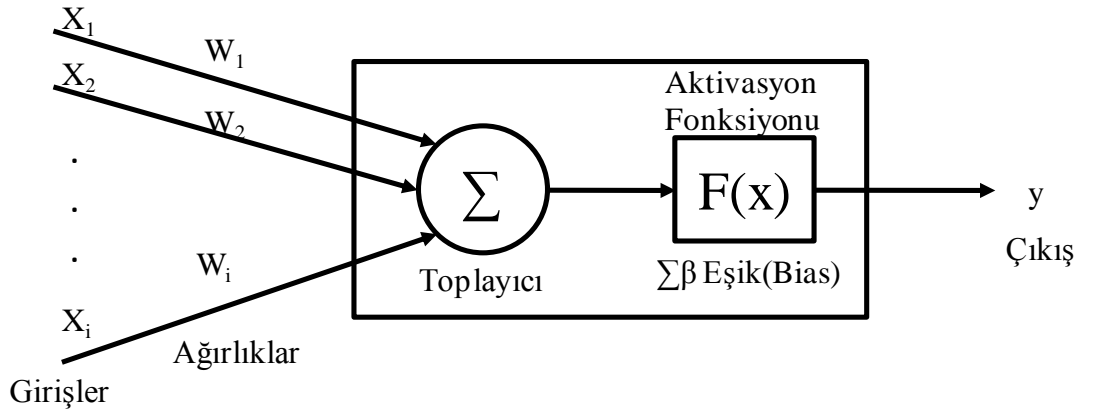 X₁
W₁
X₂
W₂
.
.
.
Wᵢ
Xᵢ
Ağırlıklar
Girişler
∑
Toplayıcı
Aktivasyon
Fonksiyonu
F(x)
∑β Eşik(Bias)
y
Çıkış